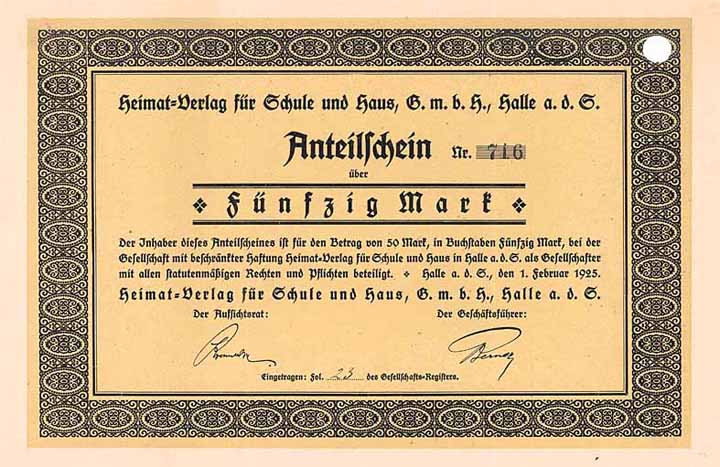 Heimat-Verlag für Schule und Haus, G. m. b. H., Halle a. d. S.
Anteilschein Nr. 716
über
Fünfzig Mark
Der Inhaber dieses Anteilscheines ist für den Betrag von 50 Mark, in Buchstaben Fünfzig Mark, bei der
Gesellschaft mit beschränkter Haftung Heimat-Verlag für Schule und Haus in Halle a. d. S. als Gesellschafter
mit allen statutenmäßigen Rechten und Pflichten beteiligt. Halle a. d. S., den 1. Februar 1925.
Heimat-Verlag für Schule und Haus, G. m. b. H., Halle a. d. S.
Der Aufsichtsrat: Der Geschäftsführer:
Eingetragen: Fol. 23 des Gesellschafts-Registers.